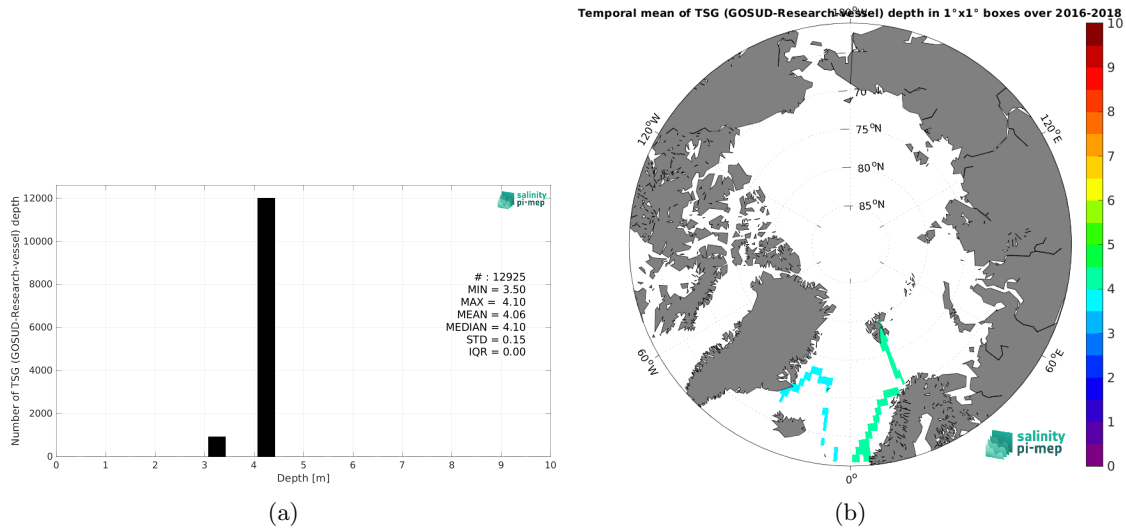 Temporal mean of TSG (GOSUD-Research-vessel) depth in 1°x1° boxes over 2016-2018
180°W
120°W
120°E
60°W
60°E
0°
70
75°N
80°N
85°N
10
9
8
7
6
5
4
3
2
1
0
salinity
pi-mep
Number of TSG (GOSUD-Research-vessel) depth
12000
10000
8000
6000
4000
2000
0
0 1 2 3 4 5 6 7 8 9 10
Depth [m]
salinity
pi-mep
# : 12925
MIN = 3.50
MAX = 4.10
MEAN = 4.06
MEDIAN = 4.10
STD = 0.15
IQR = 0.00
(a)
(b)